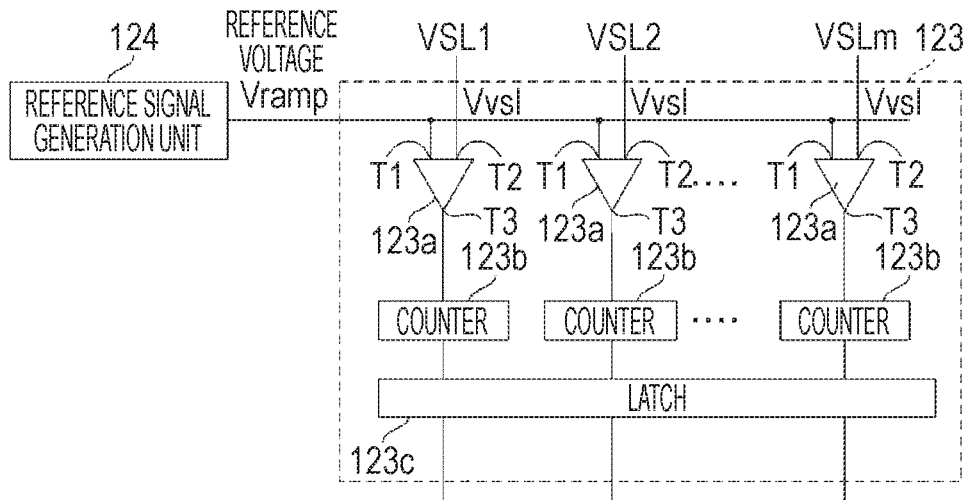 124
REFERENCE
VOLTAGE
Vramp
VSL1
VSL2
VSLm
123
REFERENCE SIGNAL
GENERATION UNIT
Vvsl
Vvsl
Vvsl
T1
T2
T1
T2
....
T1
T2
123a
T3
123a
T3
123a
T3
123b
123b
123b
COUNTER
COUNTER
....
COUNTER
LATCH
123c